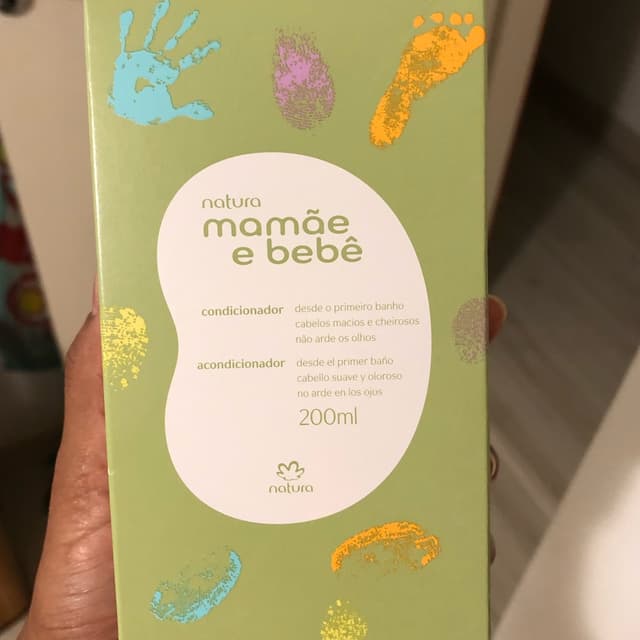 natura
mamãe
e bebê
condicionador
desde o primeiro banho
cabelos macios e cheirosos
não arde os olhos
acondicionador
desde el primer baño
cabello suave y oloroso
no arde en los ojos
200ml
natura